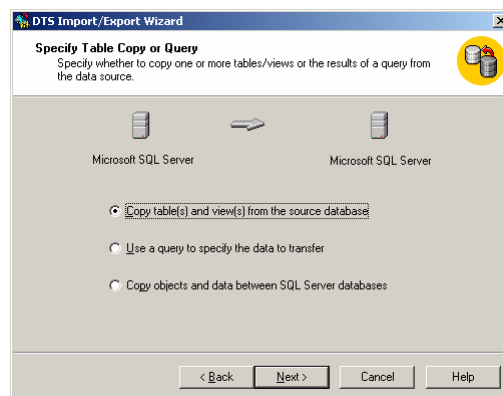 DTS Import/Export Wizard
Specify Table Copy or Query
Specify whether to copy one or more tables/views or the results of a query from
the data source.
Microsoft SQL Server
Microsoft SQL Server
Copy table(s) and view(s) from the source database
Use a query to specify the data to transfer
Copy objects and data between SQL Server databases
< Back
Next >
Cancel
Help